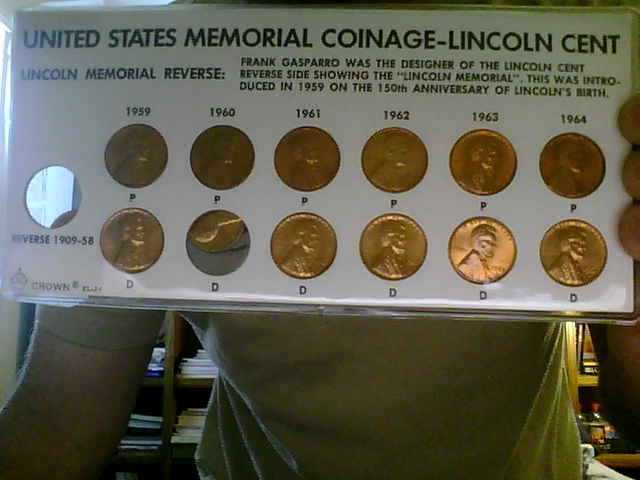 UNITED STATES MEMORIAL COINAGE-LINCOLN CENT
LINCOLN MEMORIAL REVERSE:
FRANK GASPARRO WAS THE DESIGNER OF THE LINCOLN CENT
REVERSE SIDE SHOWING THE "LINCOLN MEMORIAL". THIS WAS INTRO-
DUCED IN 1959 ON THE 150th ANNIVERSARY OF LINCOLN'S BIRTH.
1959 1960 1961 1962 1963 1964
P P P P P P
REVERSE 1909-58
D D D D D D
CROWN®